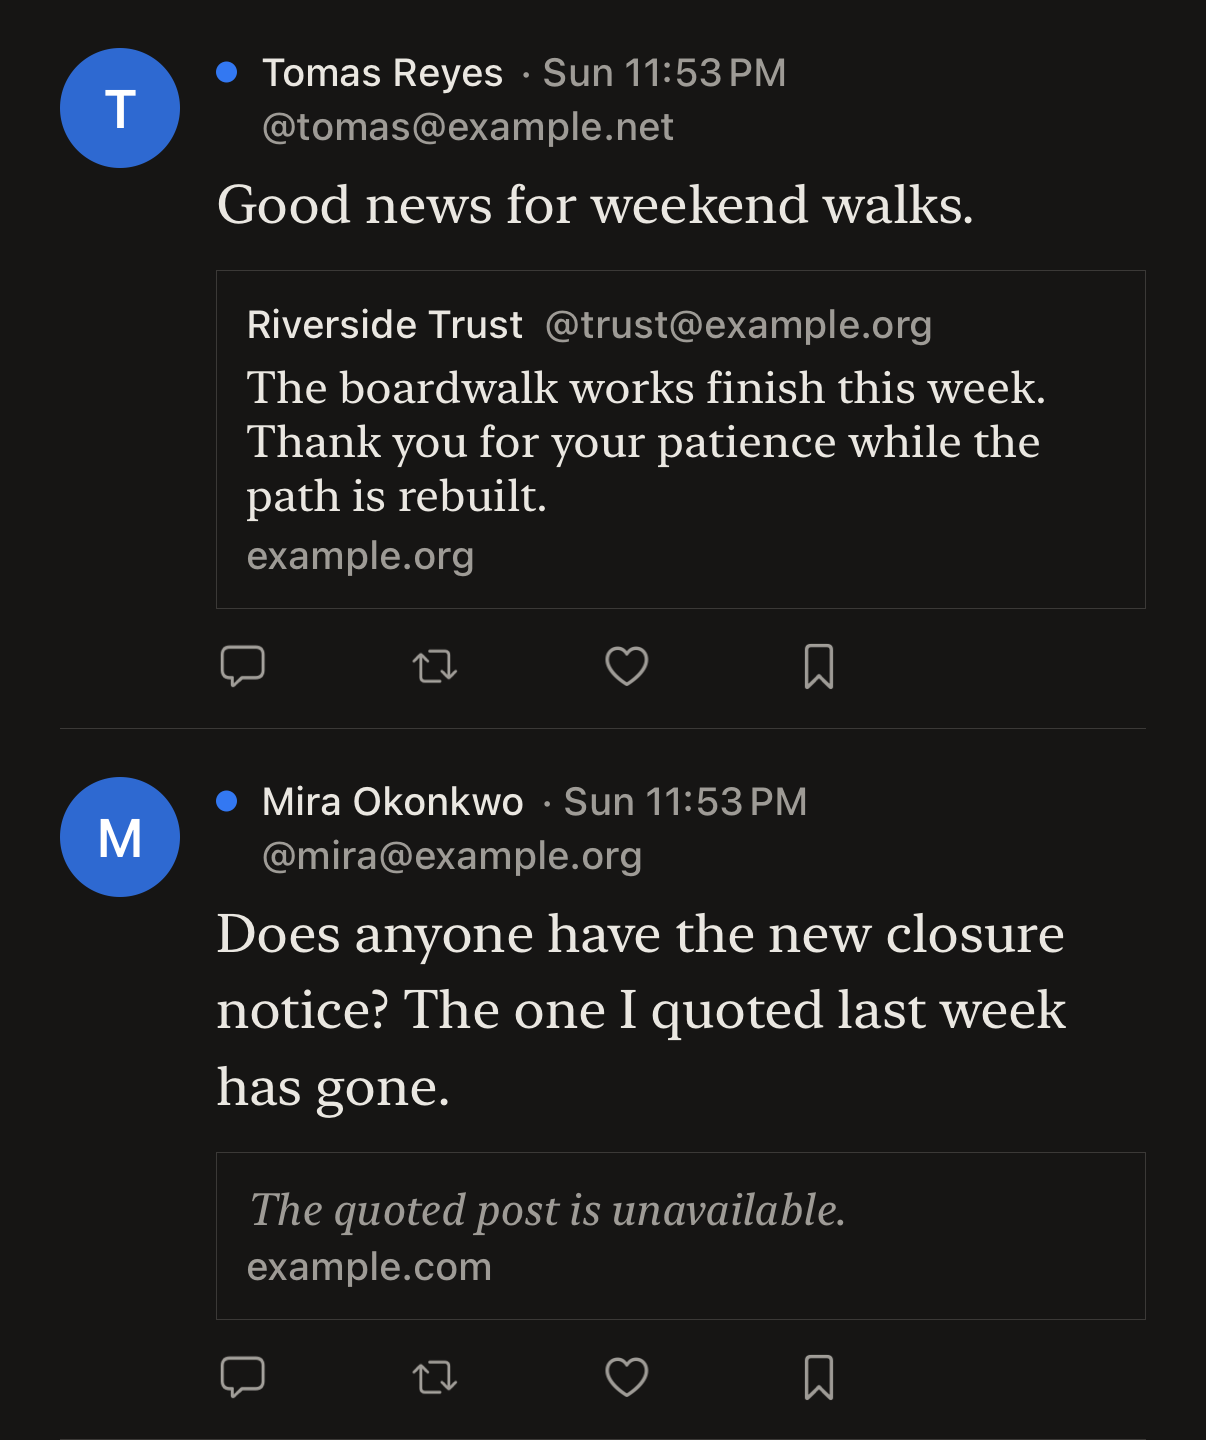 T
Tomas Reyes · Sun 11:53 PM
@tomas@example.net
Good news for weekend walks.
Riverside Trust @trust@example.org
The boardwalk works finish this week.
Thank you for your patience while the
path is rebuilt.
example.org
M
Mira Okonkwo · Sun 11:53 PM
@mira@example.org
Does anyone have the new closure
notice? The one I quoted last week
has gone.
The quoted post is unavailable.
example.com